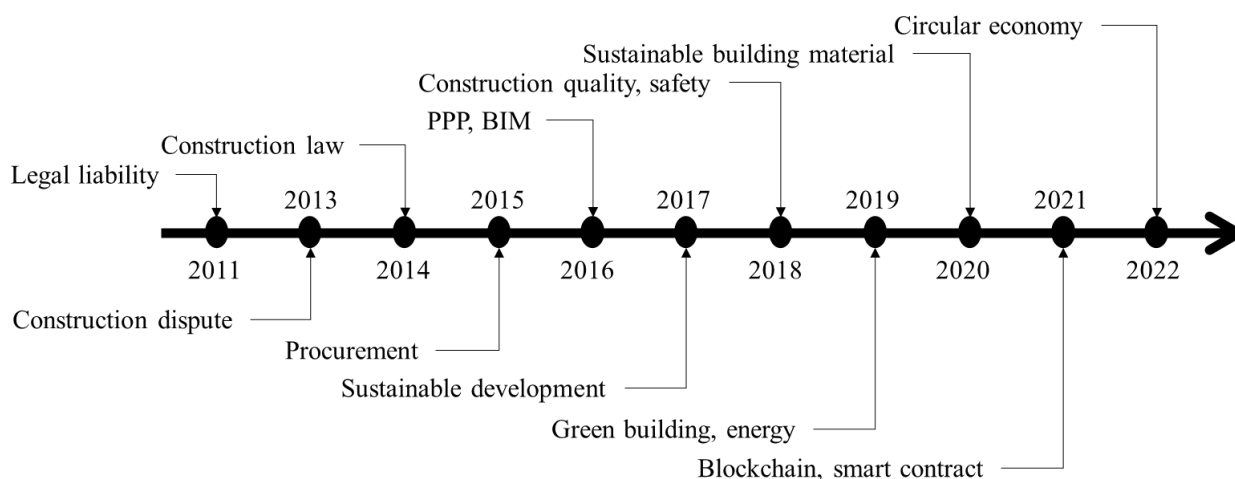 Circular economy
Sustainable building material
Construction quality, safety
PPP, BIM
Construction law
Legal liability
2013 2015 2017 2019 2021
2011 2014 2016 2018 2020 2022
Construction dispute
Procurement
Sustainable development
Green building, energy
Blockchain, smart contract